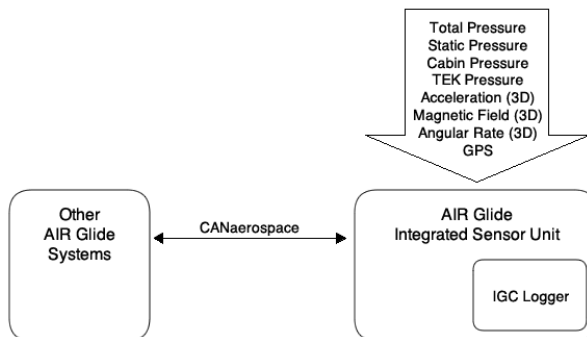 Total Pressure
Static Pressure
Cabin Pressure
TEK Pressure
Acceleration (3D)
Magnetic Field (3D)
Angular Rate (3D)
GPS
Other
AIR Glide
Systems
CANaerospace
AIR Glide
Integrated Sensor Unit
IGC Logger